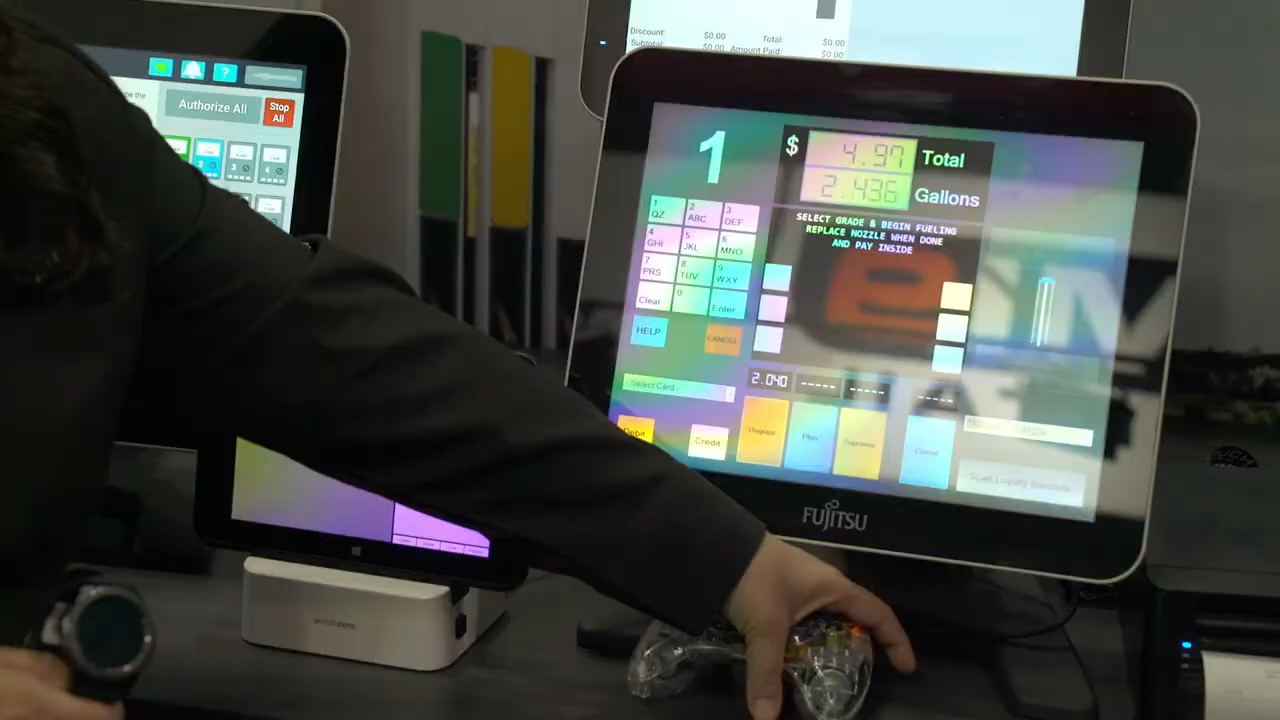 Discount: $0.00 Total: $0.00
Subtotal: $0.00 Amount Paid: $0.00
?
Authorize All
Stop All
1
$ 4.97 Total
2.436 Gallons
SELECT GRADE & BEGIN FUELING
REPLACE NOZZLE WHEN DONE
AND PAY INSIDE
1 QZ
2 ABC
3 DEF
4 GHI
5 JKL
6 MNO
7 PRS
8 TUV
9 WXY
Clear
0
Enter
HELP
CANCEL
- Select Card -
2.040 ----- ----- -----
Debit
Credit
Regular
Plus
Supreme
FUJITSU